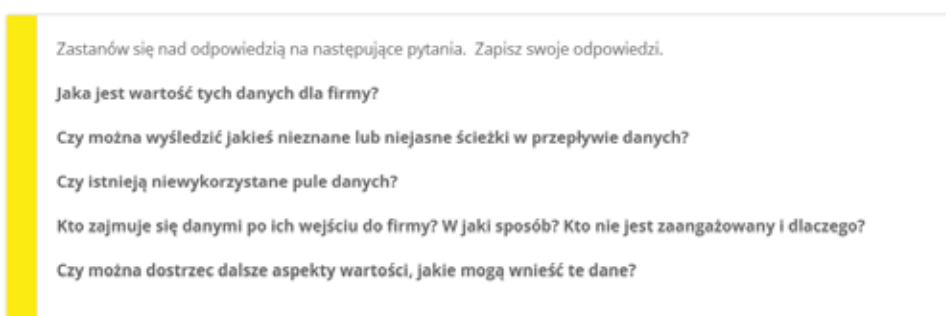 Zastanów się nad odpowiedzią na następujące pytania.  Zapisz swoje odpowiedzi.
Jaka jest wartość tych danych dla firmy?
Czy można wyśledzić jakieś nieznane lub niejasne ścieżki w przepływie danych?
Czy istnieją niewykorzystane pule danych?
Kto zajmuje się danymi po ich wejściu do firmy? W jaki sposób? Kto nie jest zaangażowany i dlaczego?
Czy można dostrzec dalsze aspekty wartości, jakie mogą wnieść te dane?